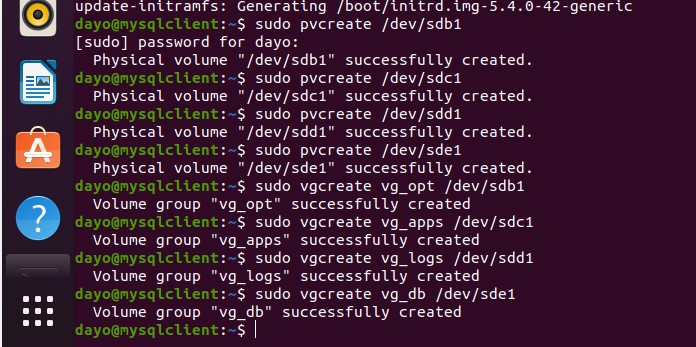 update-initramfs: Generating /boot/initrd.img-5.4.0-42-generic
dayo@mysqlclient:~$ sudo pvcreate /dev/sdb1
[sudo] password for dayo:
  Physical volume "/dev/sdb1" successfully created.
dayo@mysqlclient:~$ sudo pvcreate /dev/sdc1
  Physical volume "/dev/sdc1" successfully created.
dayo@mysqlclient:~$ sudo pvcreate /dev/sdd1
  Physical volume "/dev/sdd1" successfully created.
dayo@mysqlclient:~$ sudo pvcreate /dev/sde1
  Physical volume "/dev/sde1" successfully created.
dayo@mysqlclient:~$ sudo vgcreate vg_opt /dev/sdb1
  Volume group "vg_opt" successfully created
dayo@mysqlclient:~$ sudo vgcreate vg_apps /dev/sdc1
  Volume group "vg_apps" successfully created
dayo@mysqlclient:~$ sudo vgcreate vg_logs /dev/sdd1
  Volume group "vg_logs" successfully created
dayo@mysqlclient:~$ sudo vgcreate vg_db /dev/sde1
  Volume group "vg_db" successfully created
dayo@mysqlclient:~$